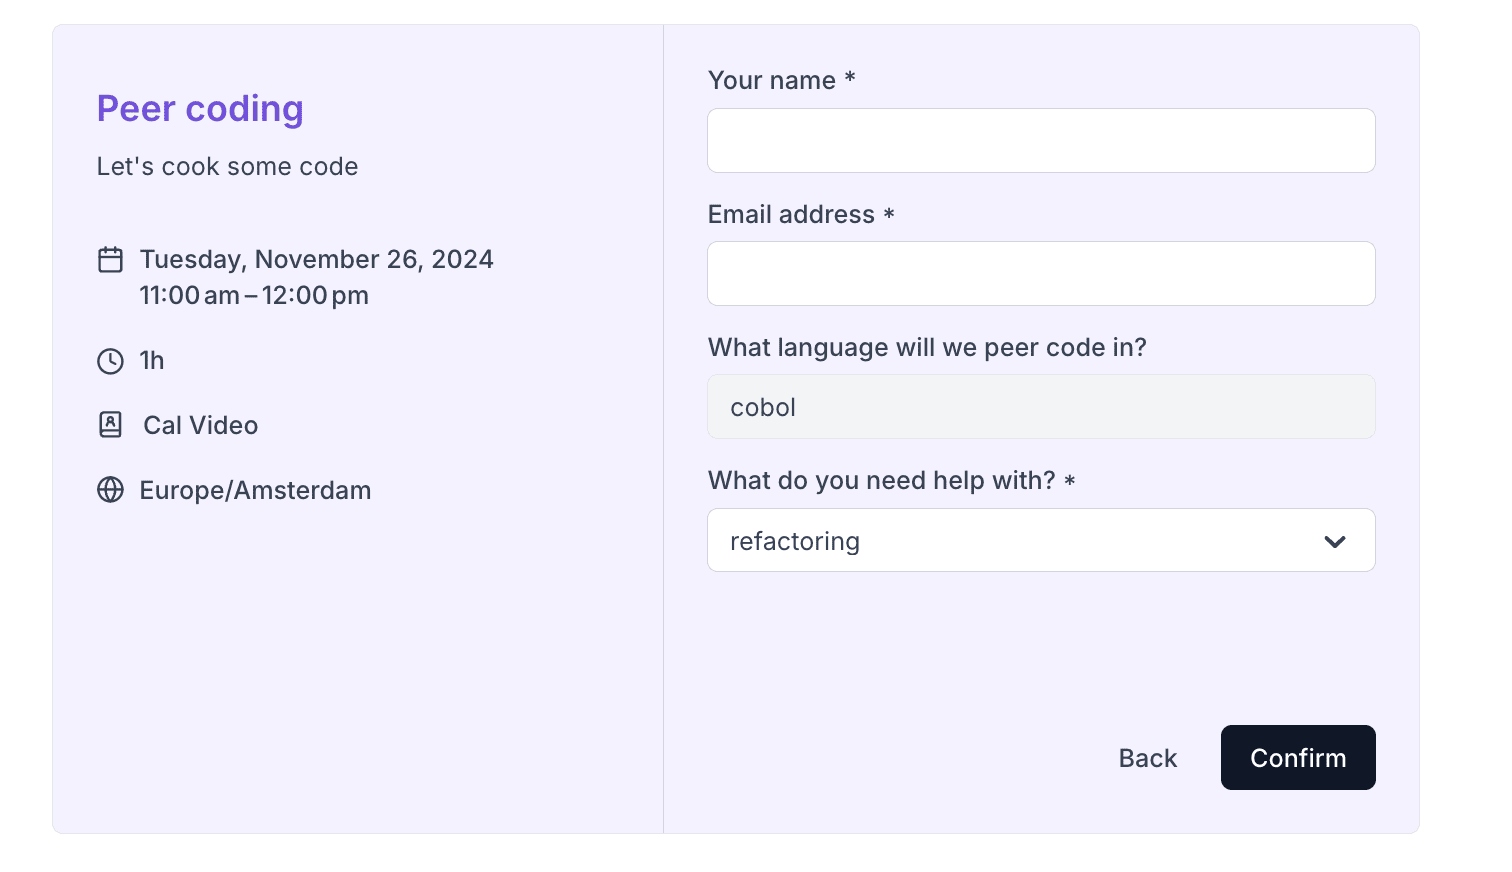 Peer coding
Let's cook some code
Tuesday, November 26, 2024
11:00 am – 12:00 pm
1h
Cal Video
Europe/Amsterdam
Your name *
Email address *
What language will we peer code in?
cobol
What do you need help with? *
refactoring
Back
Confirm